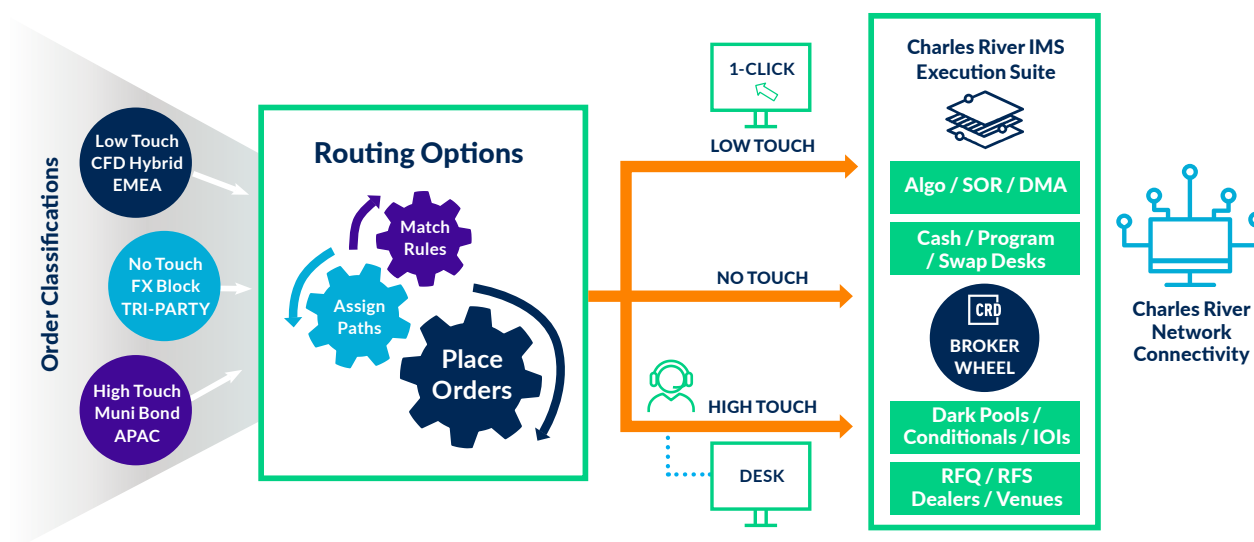 Order Classifications
Low Touch
CFD Hybrid
EMEA
No Touch
FX Block
TRI-PARTY
High Touch
Muni Bond
APAC
Routing Options
Match
Rules
Assign
Paths
Place
Orders
1-CLICK
LOW TOUCH
NO TOUCH
HIGH TOUCH
DESK
Charles River IMS
Execution Suite
Algo / SOR / DMA
Cash / Program
/ Swap Desks
CRD
BROKER
WHEEL
Dark Pools /
Conditionals / IOIs
RFQ / RFS
Dealers / Venues
Charles River
Network
Connectivity